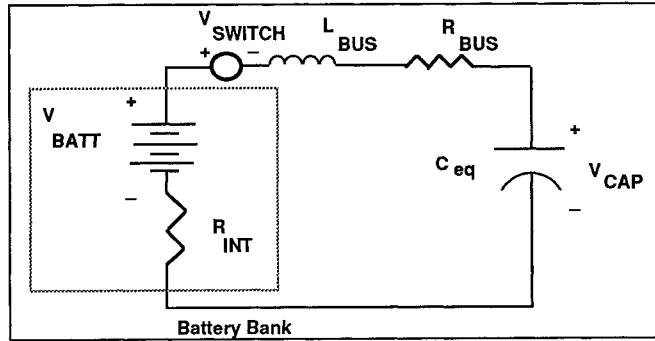 V
SWITCH
+ −
L
BUS
R
BUS
V
BATT
+
−
R
INT
C eq
+
V
CAP
−
Battery Bank